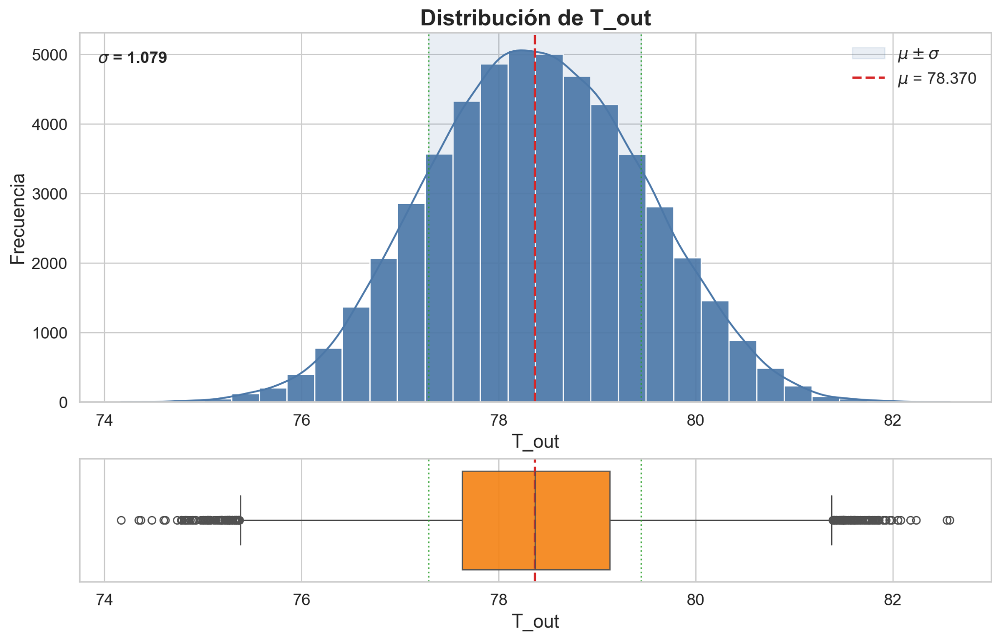 Distribución de T_out
σ = 1.079
μ ± σ
μ = 78.370
Frecuencia
5000
4000
3000
2000
1000
0
74 76 78 80 82
T_out
74 76 78 80 82
T_out